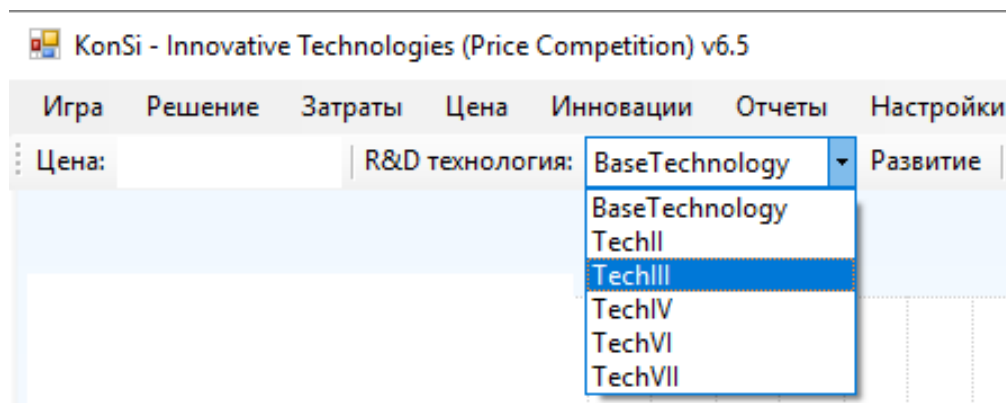 KonSi - Innovative Technologies (Price Competition) v6.5
Игра Решение Затраты Цена Инновации Отчеты Настройки
Цена: R&D технология: BaseTechnology Развитие
BaseTechnology
TechII
TechIII
TechIV
TechVI
TechVII